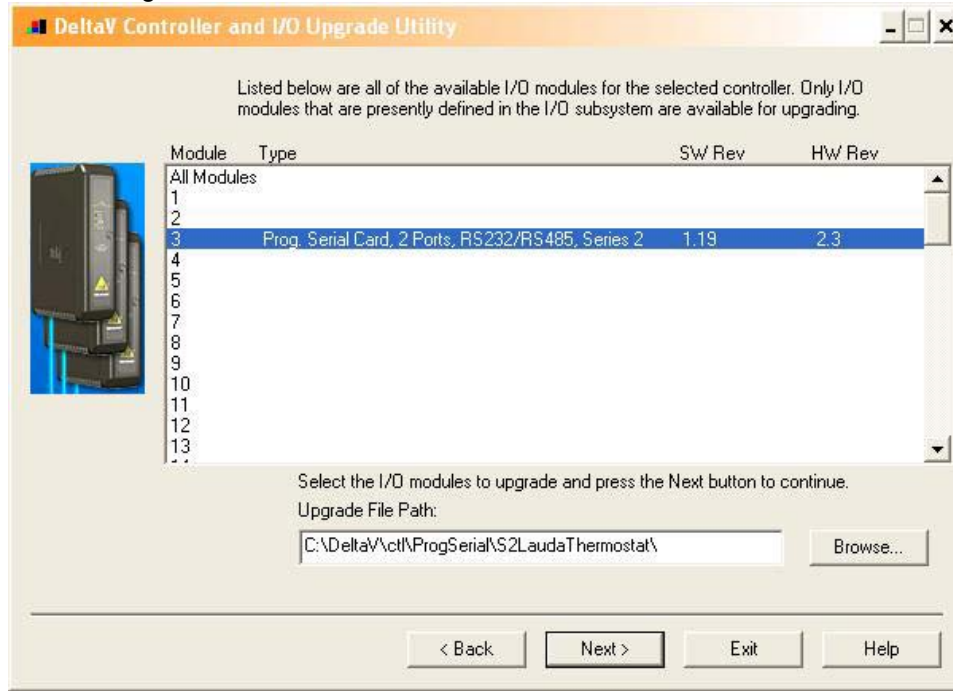 DeltaV Controller and I/O Upgrade Utility
Listed below are all of the available I/O modules for the selected controller. Only I/O
modules that are presently defined in the I/O subsystem are available for upgrading.
Module Type SW Rev HW Rev
All Modules
1
2
3 Prog. Serial Card, 2 Ports, RS232/RS485, Series 2 1.19 2.3
4
5
6
7
8
9
10
11
12
13
Select the I/O modules to upgrade and press the Next button to continue.
Upgrade File Path:
C:\DeltaV\ctl\ProgSerial\S2LaudaThermostat\ Browse...
< Back Next > Exit Help